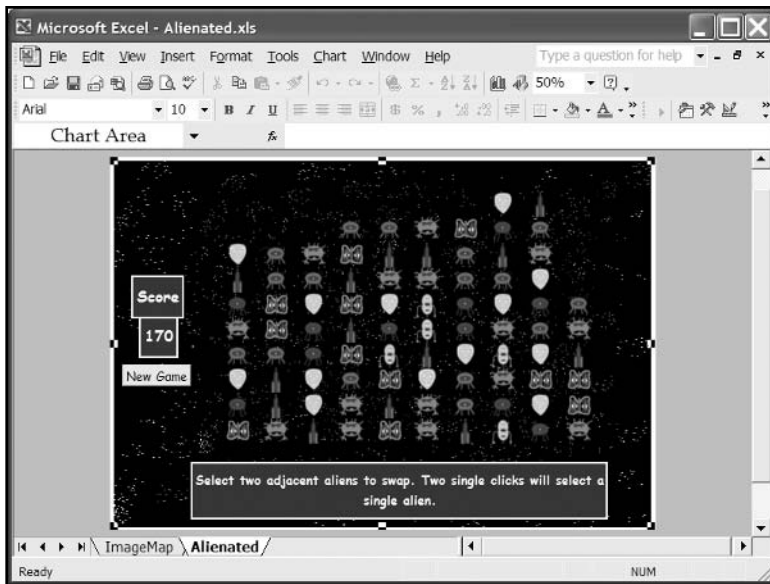 Microsoft Excel - Alienated.xls
File Edit View Insert Format Tools Chart Window Help Type a question for help
50%
Arial 10 B I U $ % ,
Chart Area fx
Score
170
New Game
Select two adjacent aliens to swap. Two single clicks will select a
single alien.
ImageMap Alienated
Ready NUM